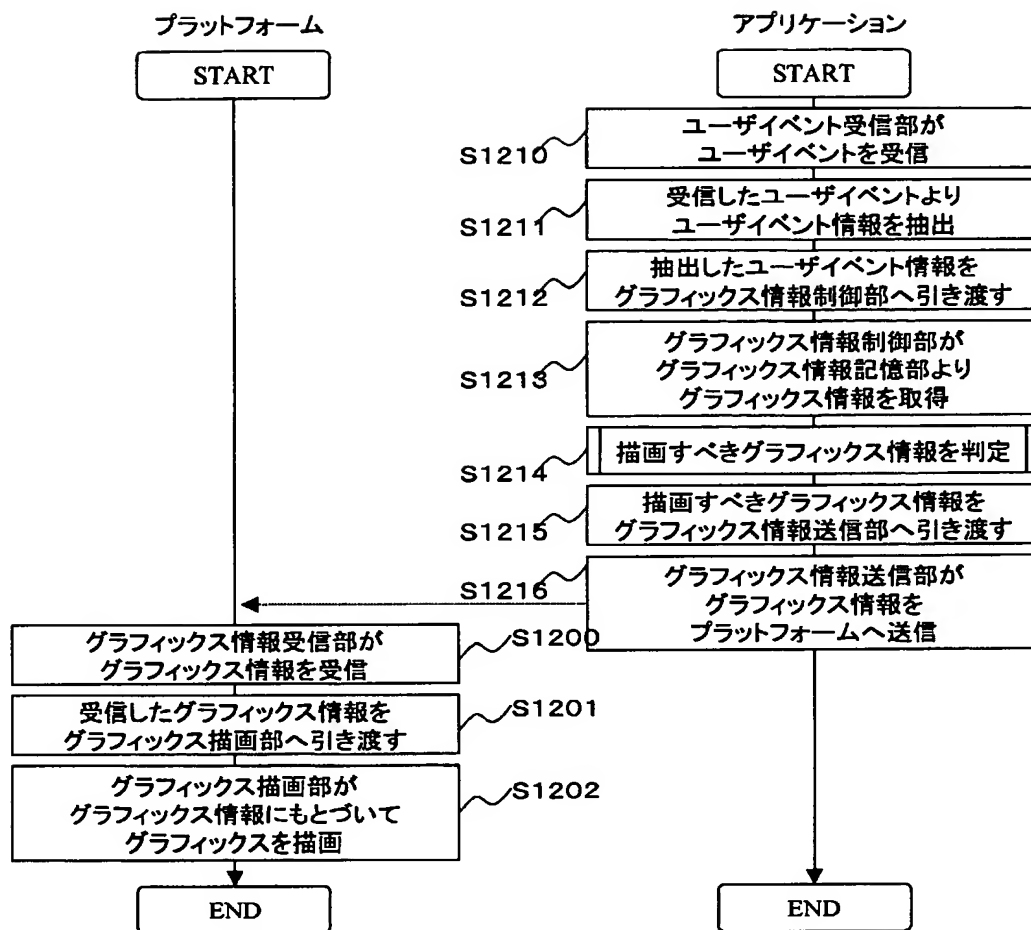 プラットフォーム
アプリケーション
START
START
S1210
ユーザイベント受信部が
ユーザイベントを受信
S1211
受信したユーザイベントより
ユーザイベント情報を抽出
S1212
抽出したユーザイベント情報を
グラフィックス情報制御部へ引き渡す
S1213
グラフィックス情報制御部が
グラフィックス情報記憶部より
グラフィックス情報を取得
S1214
描画すべきグラフィックス情報を判定
S1215
描画すべきグラフィックス情報を
グラフィックス情報送信部へ引き渡す
S1216
グラフィックス情報送信部が
グラフィックス情報を
プラットフォームへ送信
グラフィックス情報受信部が
グラフィックス情報を受信
S1200
受信したグラフィックス情報を
グラフィックス描画部へ引き渡す
S1201
グラフィックス描画部が
グラフィックス情報にもとづいて
グラフィックスを描画
S1202
END
END